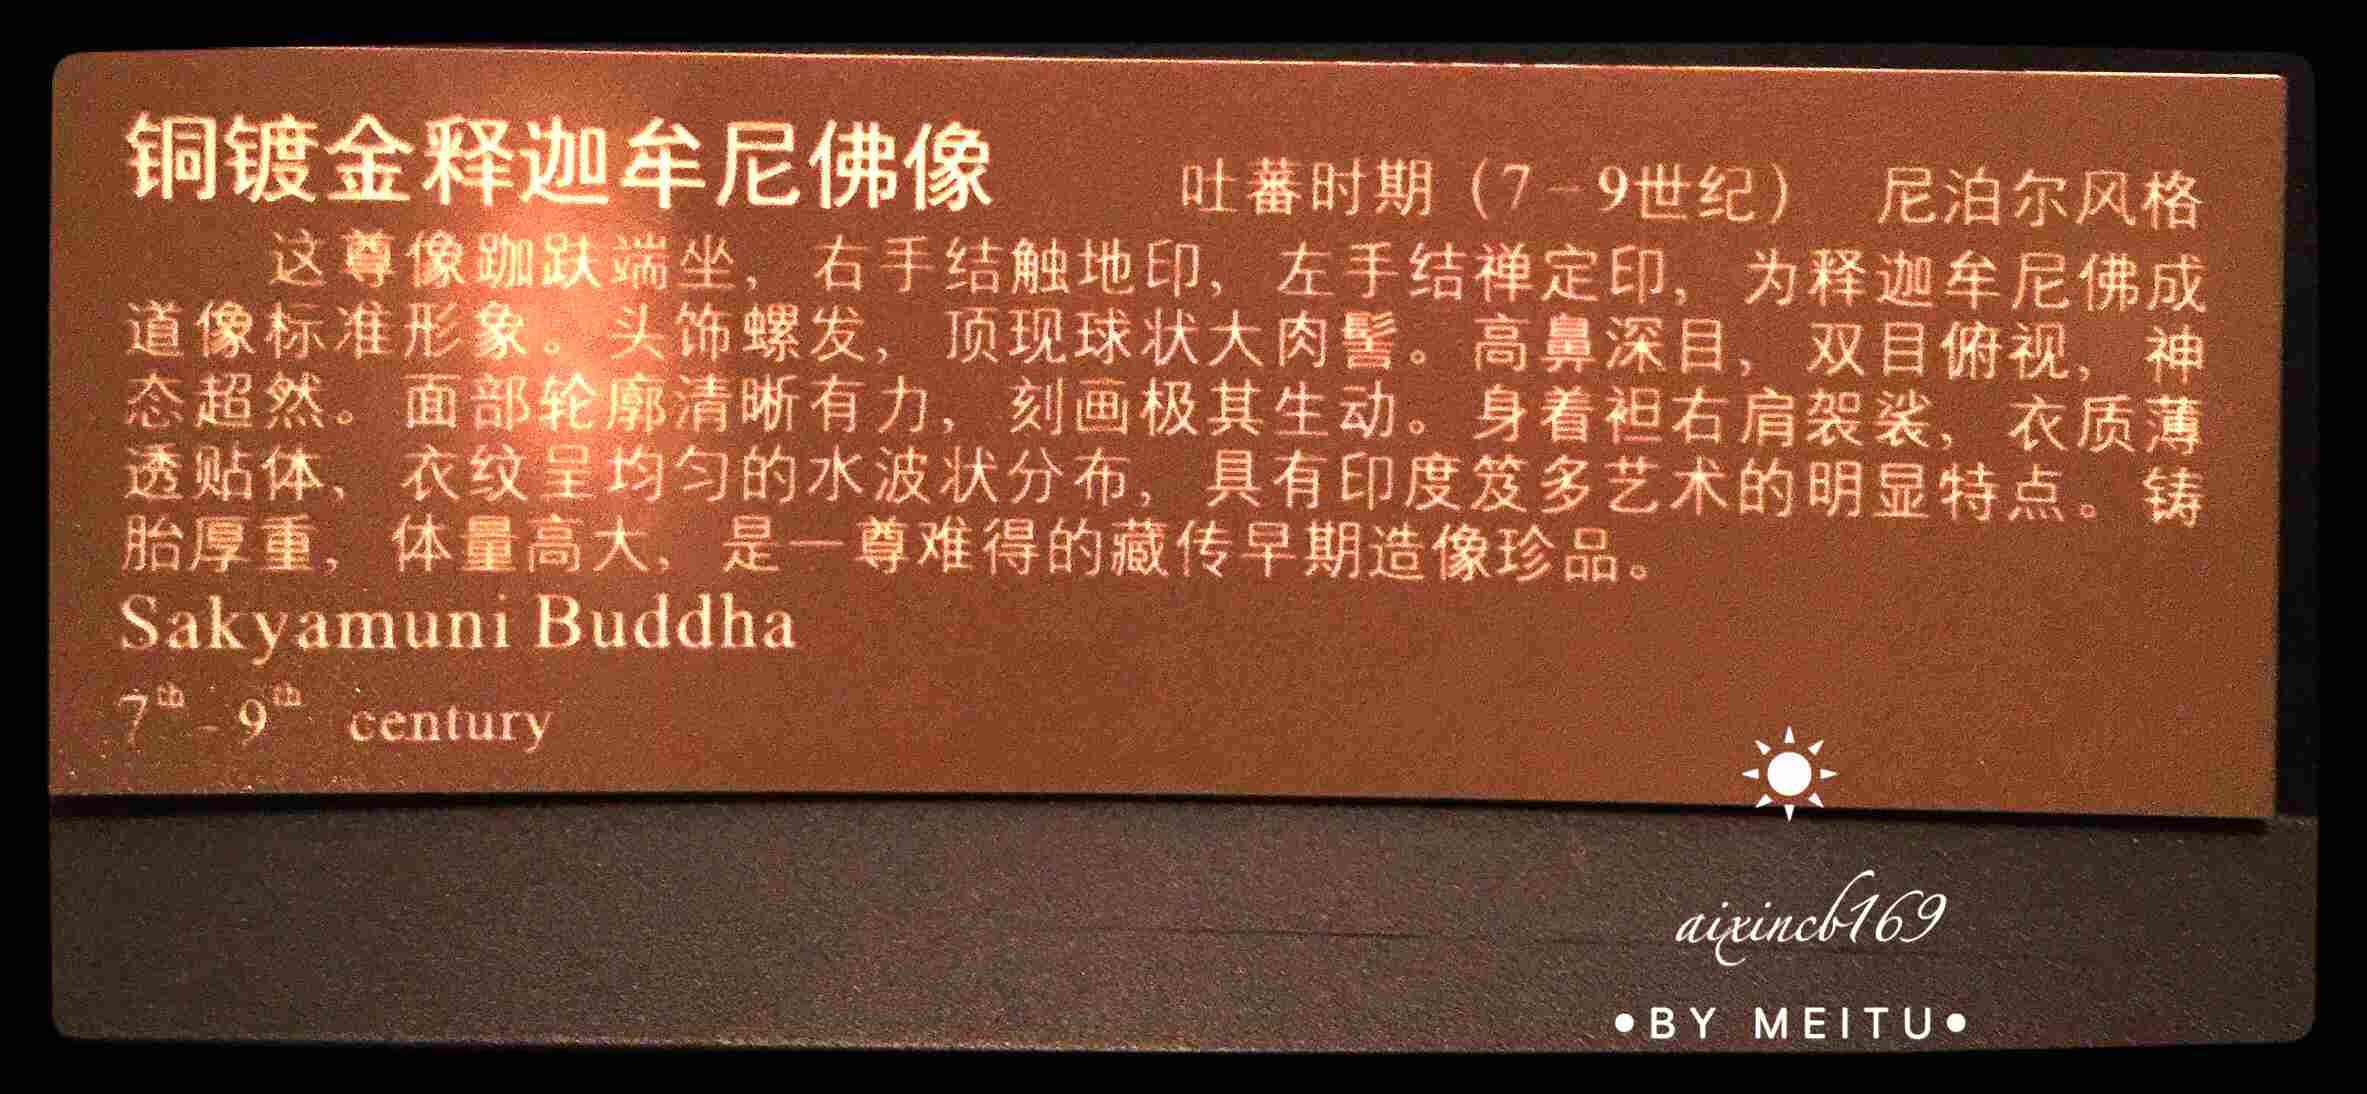 铜镀金释迦牟尼佛像 吐蕃时期（7－9世纪） 尼泊尔风格
这尊像跏趺端坐，右手结触地印，左手结禅定印，为释迦牟尼佛成
道像标准形象。头饰螺发，顶现球状大肉髻。高鼻深目，双目俯视，神
态超然。面部轮廓清晰有力，刻画极其生动。身着袒右肩袈裟，衣质薄
透贴体，衣纹呈均匀的水波状分布，具有印度笈多艺术的明显特点。铸
胎厚重，体量高大，是一尊难得的藏传早期造像珍品。
Sakyamuni Buddha
7th - 9th century
aixincb169
•BY MEITU•